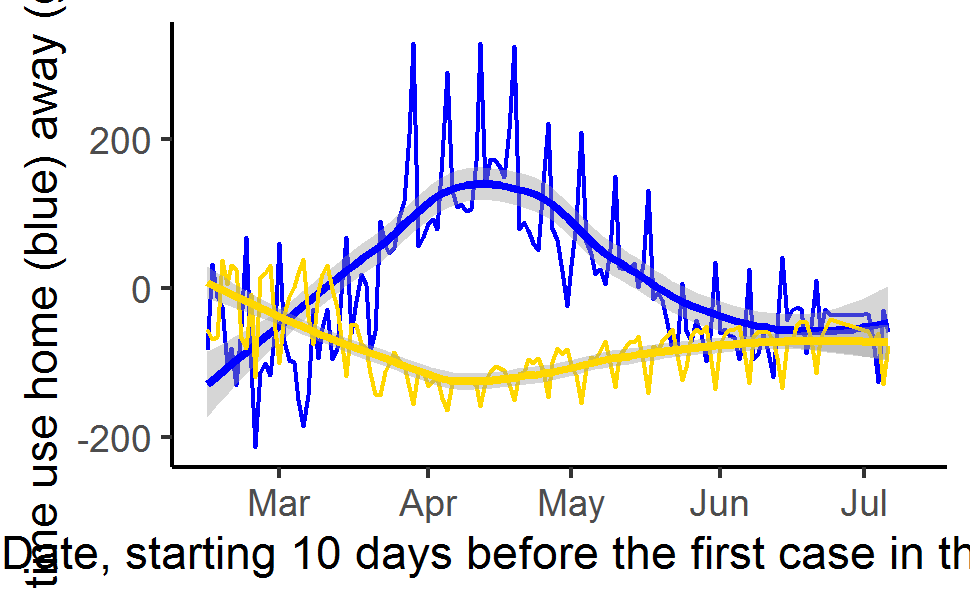 time use home (blue) away (
200
0
-200
Mar Apr May Jun Jul
Date, starting 10 days before the first case in th